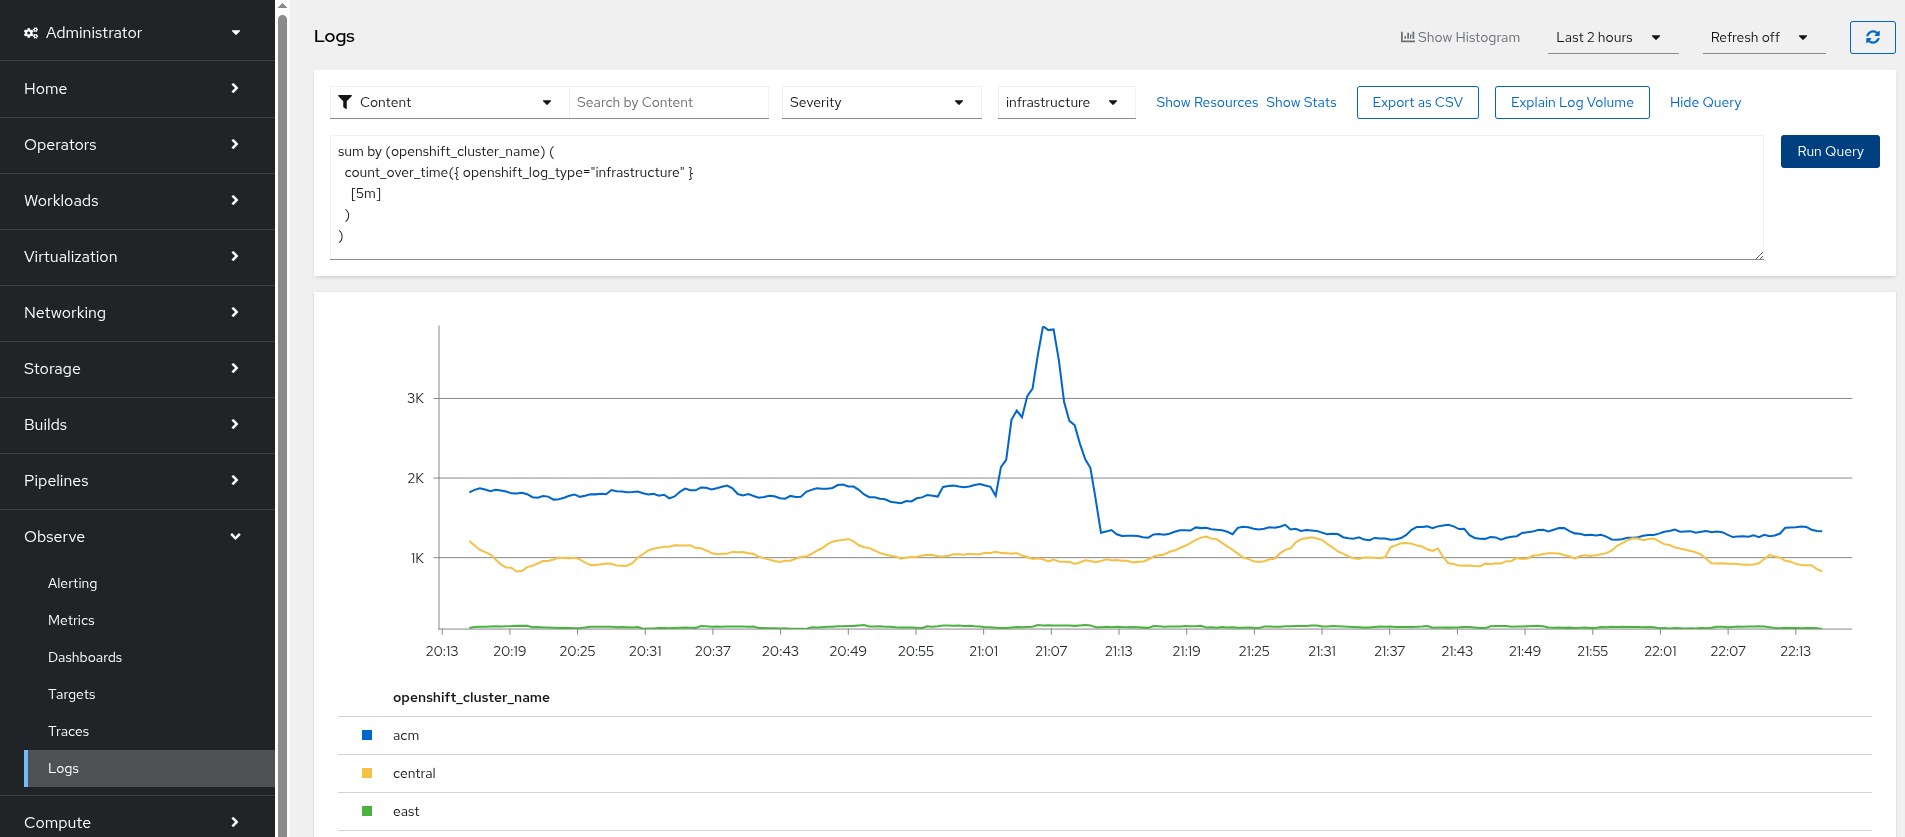 Administrator
Home
Operators
Workloads
Virtualization
Networking
Storage
Builds
Pipelines
Observe
Alerting
Metrics
Dashboards
Targets
Traces
Logs
Compute
Logs
Show Histogram
Last 2 hours
Refresh off
Content
Search by Content
Severity
infrastructure
Show Resources
Show Stats
Export as CSV
Explain Log Volume
Hide Query
sum by (openshift_cluster_name) (
count_over_time({ openshift_log_type="infrastructure" }
[5m]
)
)
Run Query
3K
2K
1K
20:13 20:19 20:25 20:31 20:37 20:43 20:49 20:55 21:01 21:07 21:13 21:19 21:25 21:31 21:37 21:43 21:49 21:55 22:01 22:07 22:13
openshift_cluster_name
acm
central
east